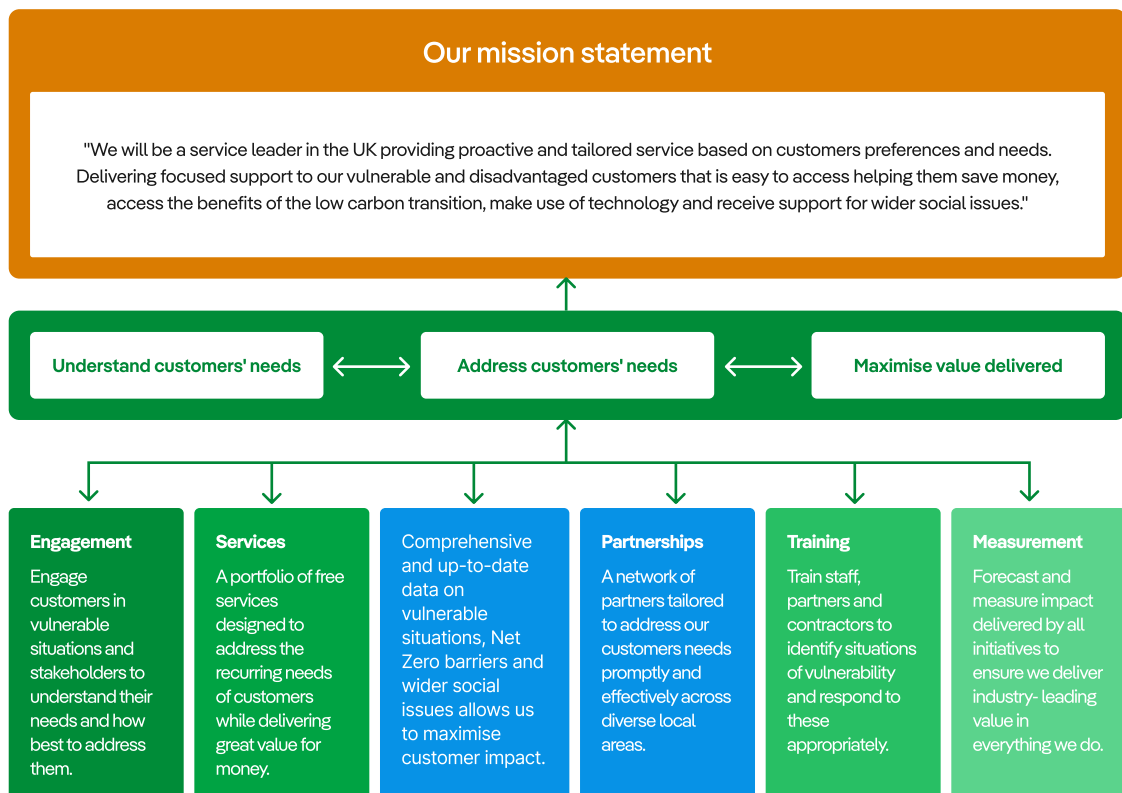 Our mission statement
"We will be a service leader in the UK providing proactive and tailored service based on customers preferences and needs.
Delivering focused support to our vulnerable and disadvantaged customers that is easy to access helping them save money,
access the benefits of the low carbon transition, make use of technology and receive support for wider social issues."
Understand customers' needs
Address customers' needs
Maximise value delivered
Engagement
Engage
customers in
vulnerable
situations and
stakeholders to
understand their
needs and how
best to address
them.
Services
A portfolio of free
services
designed to
address the
recurring needs
of customers
while delivering
great value for
money.
Comprehensive
and up-to-date
data on
vulnerable
situations, Net
Zero barriers and
wider social
issues allows us
to maximise
customer impact.
Partnerships
A network of
partners tailored
to address our
customers needs
promptly and
effectively across
diverse local
areas.
Training
Train staff,
partners and
contractors to
identify situations
of vulnerability
and respond to
these
appropriately.
Measurement
Forecast and
measure impact
delivered by all
initiatives to
ensure we deliver
industry- leading
value in
everything we do.